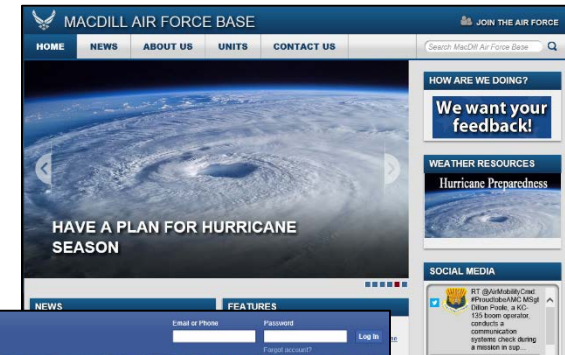 MACDILL AIR FORCE BASE
JOIN THE AIR FORCE
HOME NEWS ABOUT US UNITS CONTACT US
Search MacDill Air Force Base
HOW ARE WE DOING?
We want your
feedback!
WEATHER RESOURCES
Hurricane Preparedness
HAVE A PLAN FOR HURRICANE
SEASON
SOCIAL MEDIA
RT @AirMobilityCmd:
#ProudtobeAMC MSgt
Dillon Poole, a KC-
135 boom operator,
conducts a
communication
systems check during
a mission in sup...
NEWS
FEATURES
Email or Phone
Password
Log In
Forgot account?